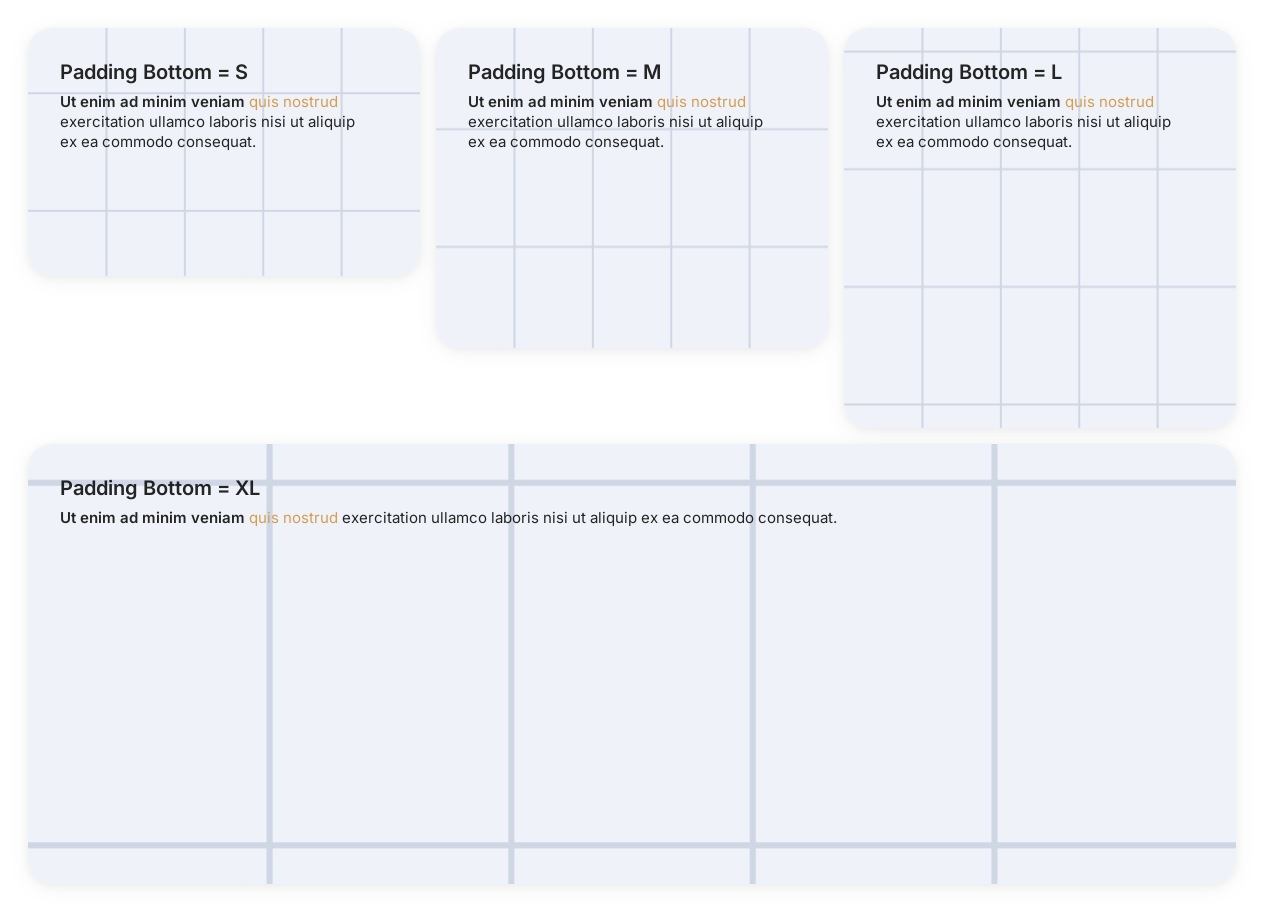 Padding Bottom = S
Ut enim ad minim veniam quis nostrud
exercitation ullamco laboris nisi ut aliquip
ex ea commodo consequat.
Padding Bottom = M
Ut enim ad minim veniam quis nostrud
exercitation ullamco laboris nisi ut aliquip
ex ea commodo consequat.
Padding Bottom = L
Ut enim ad minim veniam quis nostrud
exercitation ullamco laboris nisi ut aliquip
ex ea commodo consequat.
Padding Bottom = XL
Ut enim ad minim veniam quis nostrud exercitation ullamco laboris nisi ut aliquip ex ea commodo consequat.